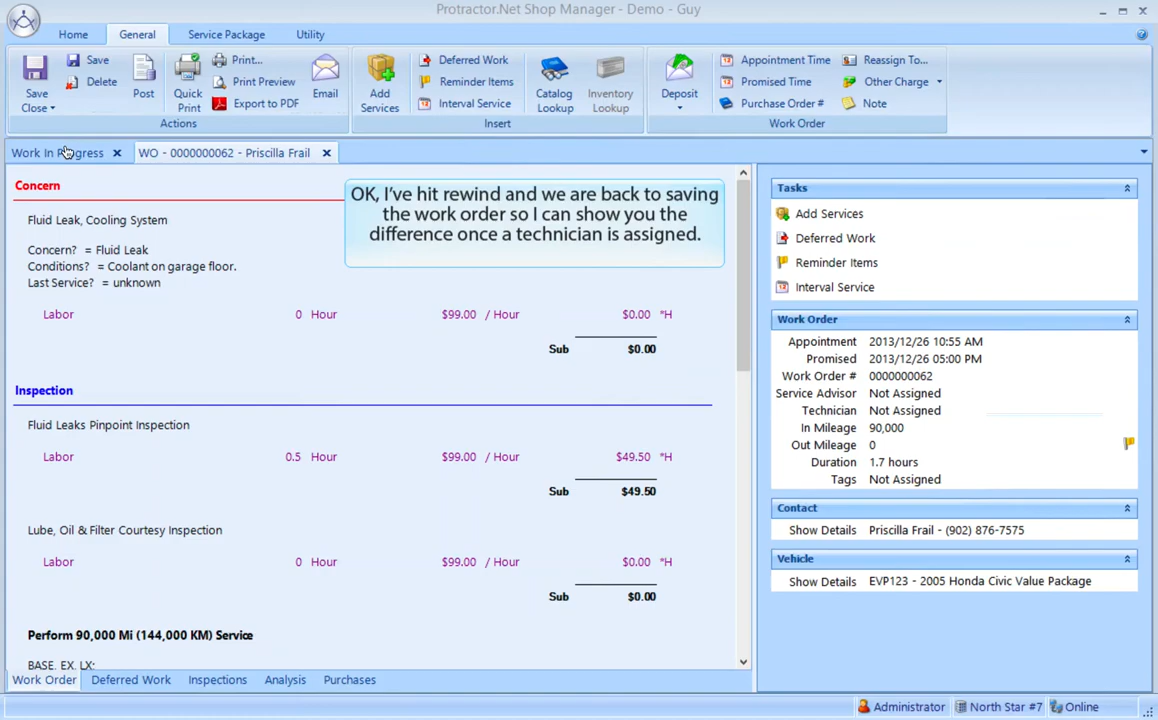 Protractor.Net Shop Manager - Demo - Guy
Home General Service Package Utility
Save Close
Save
Delete
Post
Quick Print
Print...
Print Preview
Export to PDF
Email
Actions
Add Services
Deferred Work
Reminder Items
Interval Service
Catalog Lookup
Inventory Lookup
Insert
Deposit
Appointment Time
Promised Time
Purchase Order #
Reassign To...
Other Charge
Note
Work Order
Work In Progress WO - 0000000062 - Priscilla Frail
OK, I've hit rewind and we are back to saving
the work order so I can show you the
difference once a technician is assigned.
Concern
Fluid Leak, Cooling System
Concern? = Fluid Leak
Conditions? = Coolant on garage floor.
Last Service? = unknown
Labor 0 Hour $99.00 / Hour $0.00 *H
Sub $0.00
Inspection
Fluid Leaks Pinpoint Inspection
Labor 0.5 Hour $99.00 / Hour $49.50 *H
Sub $49.50
Lube, Oil & Filter Courtesy Inspection
Labor 0 Hour $99.00 / Hour $0.00 *H
Sub $0.00
Perform 90,000 Mi (144,000 KM) Service
BASE, EX, LX:
Work Order Deferred Work Inspections Analysis Purchases
Tasks
Add Services
Deferred Work
Reminder Items
Interval Service
Work Order
Appointment 2013/12/26 10:55 AM
Promised 2013/12/26 05:00 PM
Work Order # 0000000062
Service Advisor Not Assigned
Technician Not Assigned
In Mileage 90,000
Out Mileage 0
Duration 1.7 hours
Tags Not Assigned
Contact
Show Details Priscilla Frail - (902) 876-7575
Vehicle
Show Details EVP123 - 2005 Honda Civic Value Package
Administrator North Star #7 Online